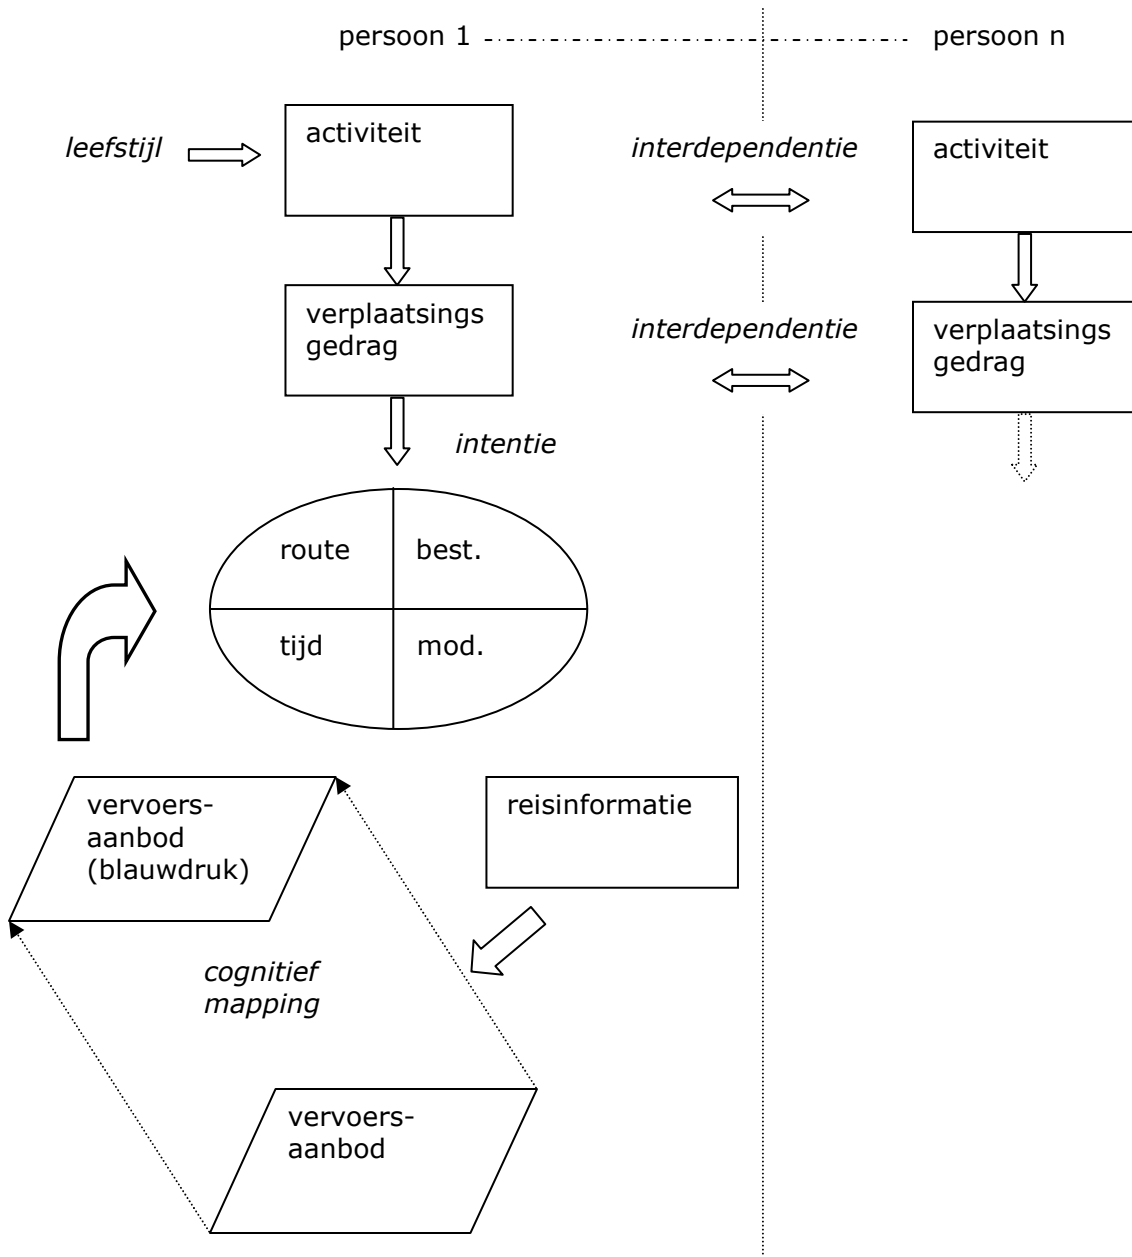 persoon 1
persoon n
leefstijl
activiteit
interdependentie
activiteit
verplaatsings
gedrag
interdependentie
verplaatsings
gedrag
intentie
route
best.
tijd
mod.
vervoers-
aanbod
(blauwdruk)
reisinformatie
cognitief
mapping
vervoers-
aanbod